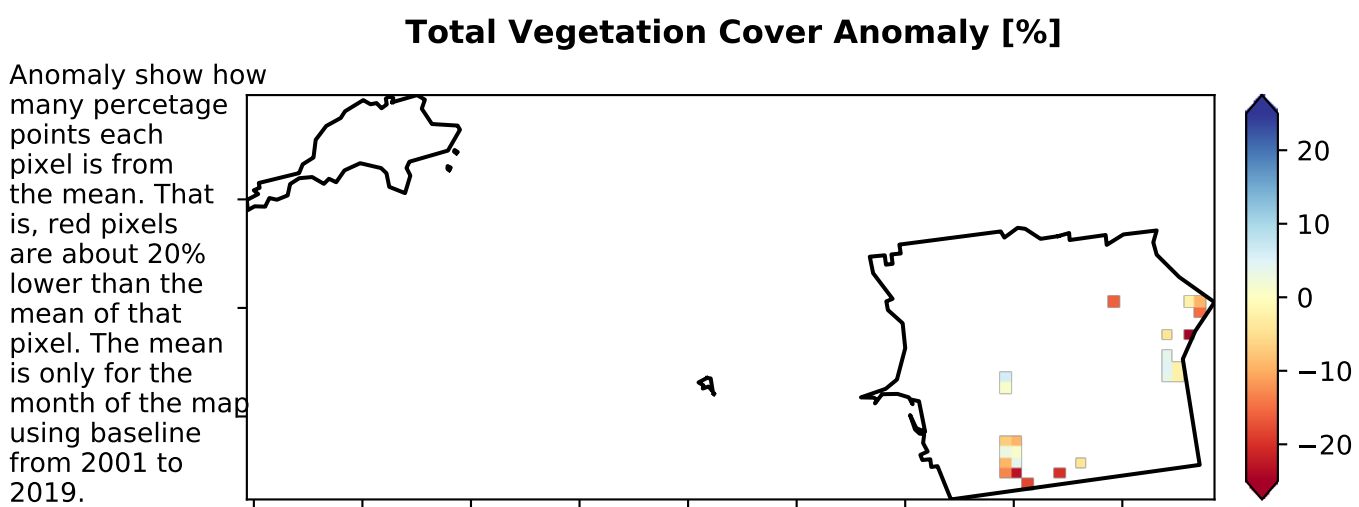 Total Vegetation Cover Anomaly [%]
Anomaly show how
many percetage
points each
pixel is from
the mean. That
is, red pixels
are about 20%
lower than the
mean of that
pixel. The mean
is only for the
month of the map
using baseline
from 2001 to
2019.
20
10
0
−10
−20